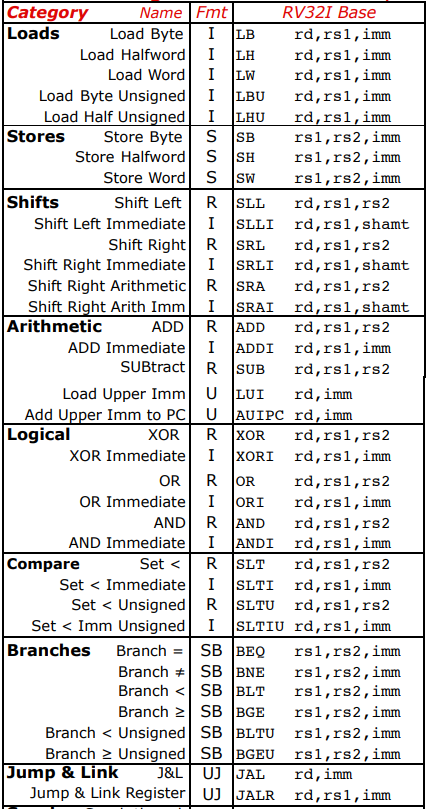 Category Name Fmt RV32I Base
Loads Load Byte I LB rd,rs1,imm
Load Halfword I LH rd,rs1,imm
Load Word I LW rd,rs1,imm
Load Byte Unsigned I LBU rd,rs1,imm
Load Half Unsigned I LHU rd,rs1,imm
Stores Store Byte S SB rs1,rs2,imm
Store Halfword S SH rs1,rs2,imm
Store Word S SW rs1,rs2,imm
Shifts Shift Left R SLL rd,rs1,rs2
Shift Left Immediate I SLLI rd,rs1,shamt
Shift Right R SRL rd,rs1,rs2
Shift Right Immediate I SRLI rd,rs1,shamt
Shift Right Arithmetic R SRA rd,rs1,rs2
Shift Right Arith Imm I SRAI rd,rs1,shamt
Arithmetic ADD R ADD rd,rs1,rs2
ADD Immediate I ADDI rd,rs1,imm
SUBtract R SUB rd,rs1,rs2
Load Upper Imm U LUI rd,imm
Add Upper Imm to PC U AUIPC rd,imm
Logical XOR R XOR rd,rs1,rs2
XOR Immediate I XORI rd,rs1,imm
OR R OR rd,rs1,rs2
OR Immediate I ORI rd,rs1,imm
AND R AND rd,rs1,rs2
AND Immediate I ANDI rd,rs1,imm
Compare Set < R SLT rd,rs1,rs2
Set < Immediate I SLTI rd,rs1,imm
Set < Unsigned R SLTU rd,rs1,rs2
Set < Imm Unsigned I SLTIU rd,rs1,imm
Branches Branch = SB BEQ rs1,rs2,imm
Branch ≠ SB BNE rs1,rs2,imm
Branch < SB BLT rs1,rs2,imm
Branch ≥ SB BGE rs1,rs2,imm
Branch < Unsigned SB BLTU rs1,rs2,imm
Branch ≥ Unsigned SB BGEU rs1,rs2,imm
Jump & Link J&L UJ JAL rd,imm
Jump & Link Register UJ JALR rd,rs1,imm